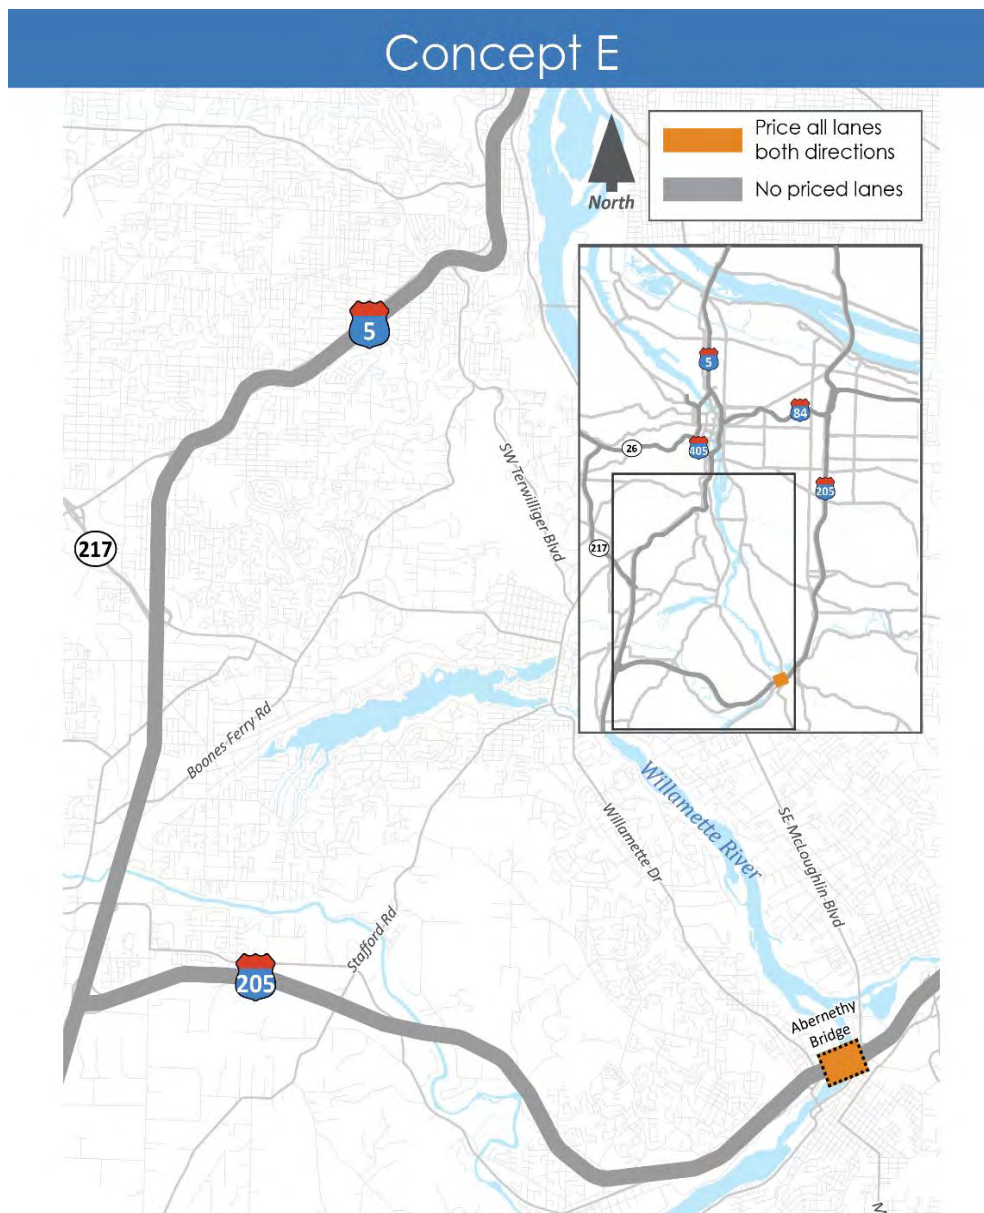 Concept E
Price all lanes
both directions
No priced lanes
North
5
5
84
26
405
205
217
SW Terwilliger Blvd
217
Boones Ferry Rd
Willamette River
Willamette Dr
SE McLoughlin Blvd
Stafford Rd
205
Abernethy
Bridge